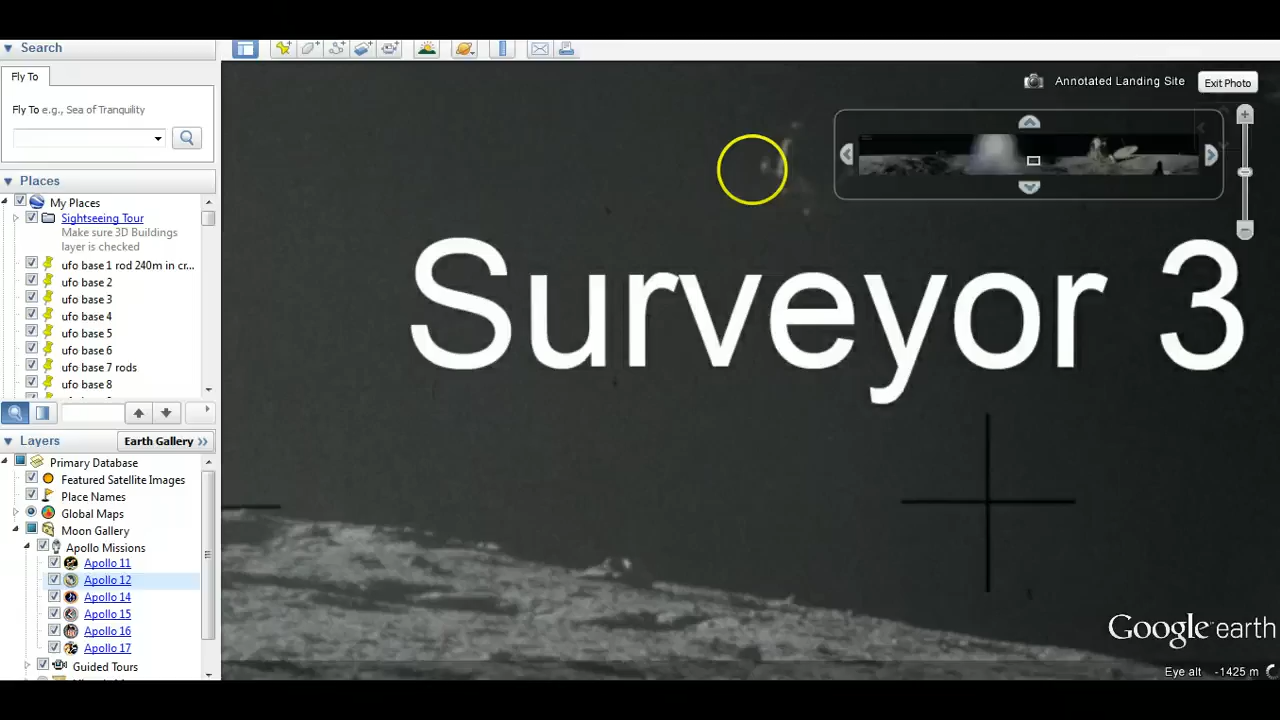 Search
Fly To
Fly To e.g., Sea of Tranquility
Places
My Places
Sightseeing Tour
Make sure 3D Buildings
layer is checked
ufo base 1 rod 240m in cr...
ufo base 2
ufo base 3
ufo base 4
ufo base 5
ufo base 6
ufo base 7 rods
ufo base 8
Layers
Earth Gallery >>
Primary Database
Featured Satellite Images
Place Names
Global Maps
Moon Gallery
Apollo Missions
Apollo 11
Apollo 12
Apollo 14
Apollo 15
Apollo 16
Apollo 17
Guided Tours
Annotated Landing Site
Exit Photo
Surveyor 3
Google earth
Eye alt -1425 m